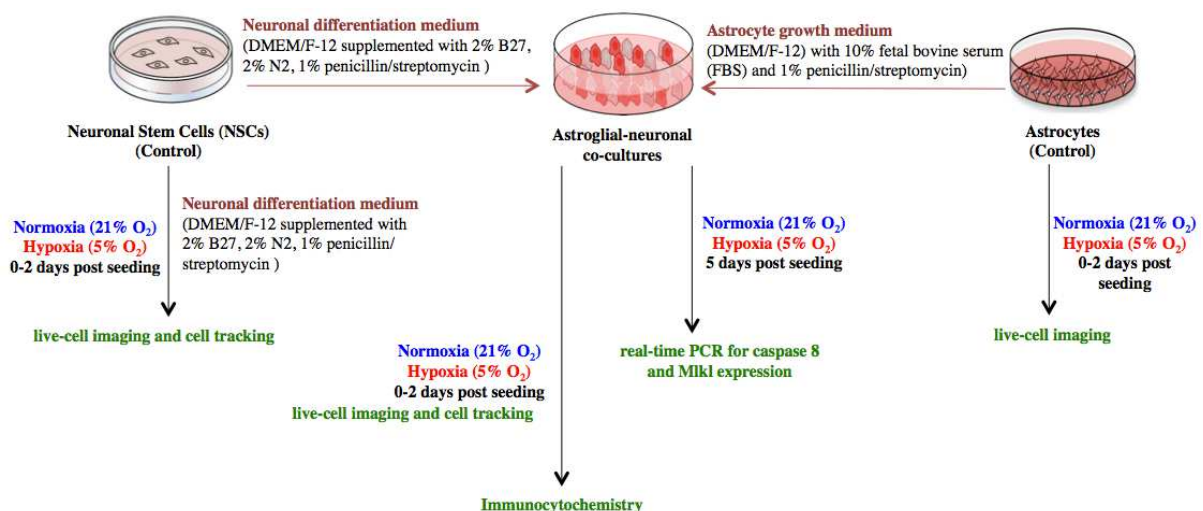 Neuronal differentiation medium
(DMEM/F-12 supplemented with 2% B27,
2% N2, 1% penicillin/streptomycin )
Astrocyte growth medium
(DMEM/F-12) with 10% fetal bovine serum
(FBS) and 1% penicillin/streptomycin)
Neuronal Stem Cells (NSCs)
(Control)
Astroglial-neuronal
co-cultures
Astrocytes
(Control)
Normoxia (21% O₂)
Hypoxia (5% O₂)
0-2 days post seeding
Neuronal differentiation medium
(DMEM/F-12 supplemented with
2% B27, 2% N2, 1% penicillin/
streptomycin )
live-cell imaging and cell tracking
Normoxia (21% O₂)
Hypoxia (5% O₂)
0-2 days post seeding
live-cell imaging and cell tracking
Immunocytochemistry
Normoxia (21% O₂)
Hypoxia (5% O₂)
5 days post seeding
real-time PCR for caspase 8
and Mlkl expression
Normoxia (21% O₂)
Hypoxia (5% O₂)
0-2 days post
seeding
live-cell imaging